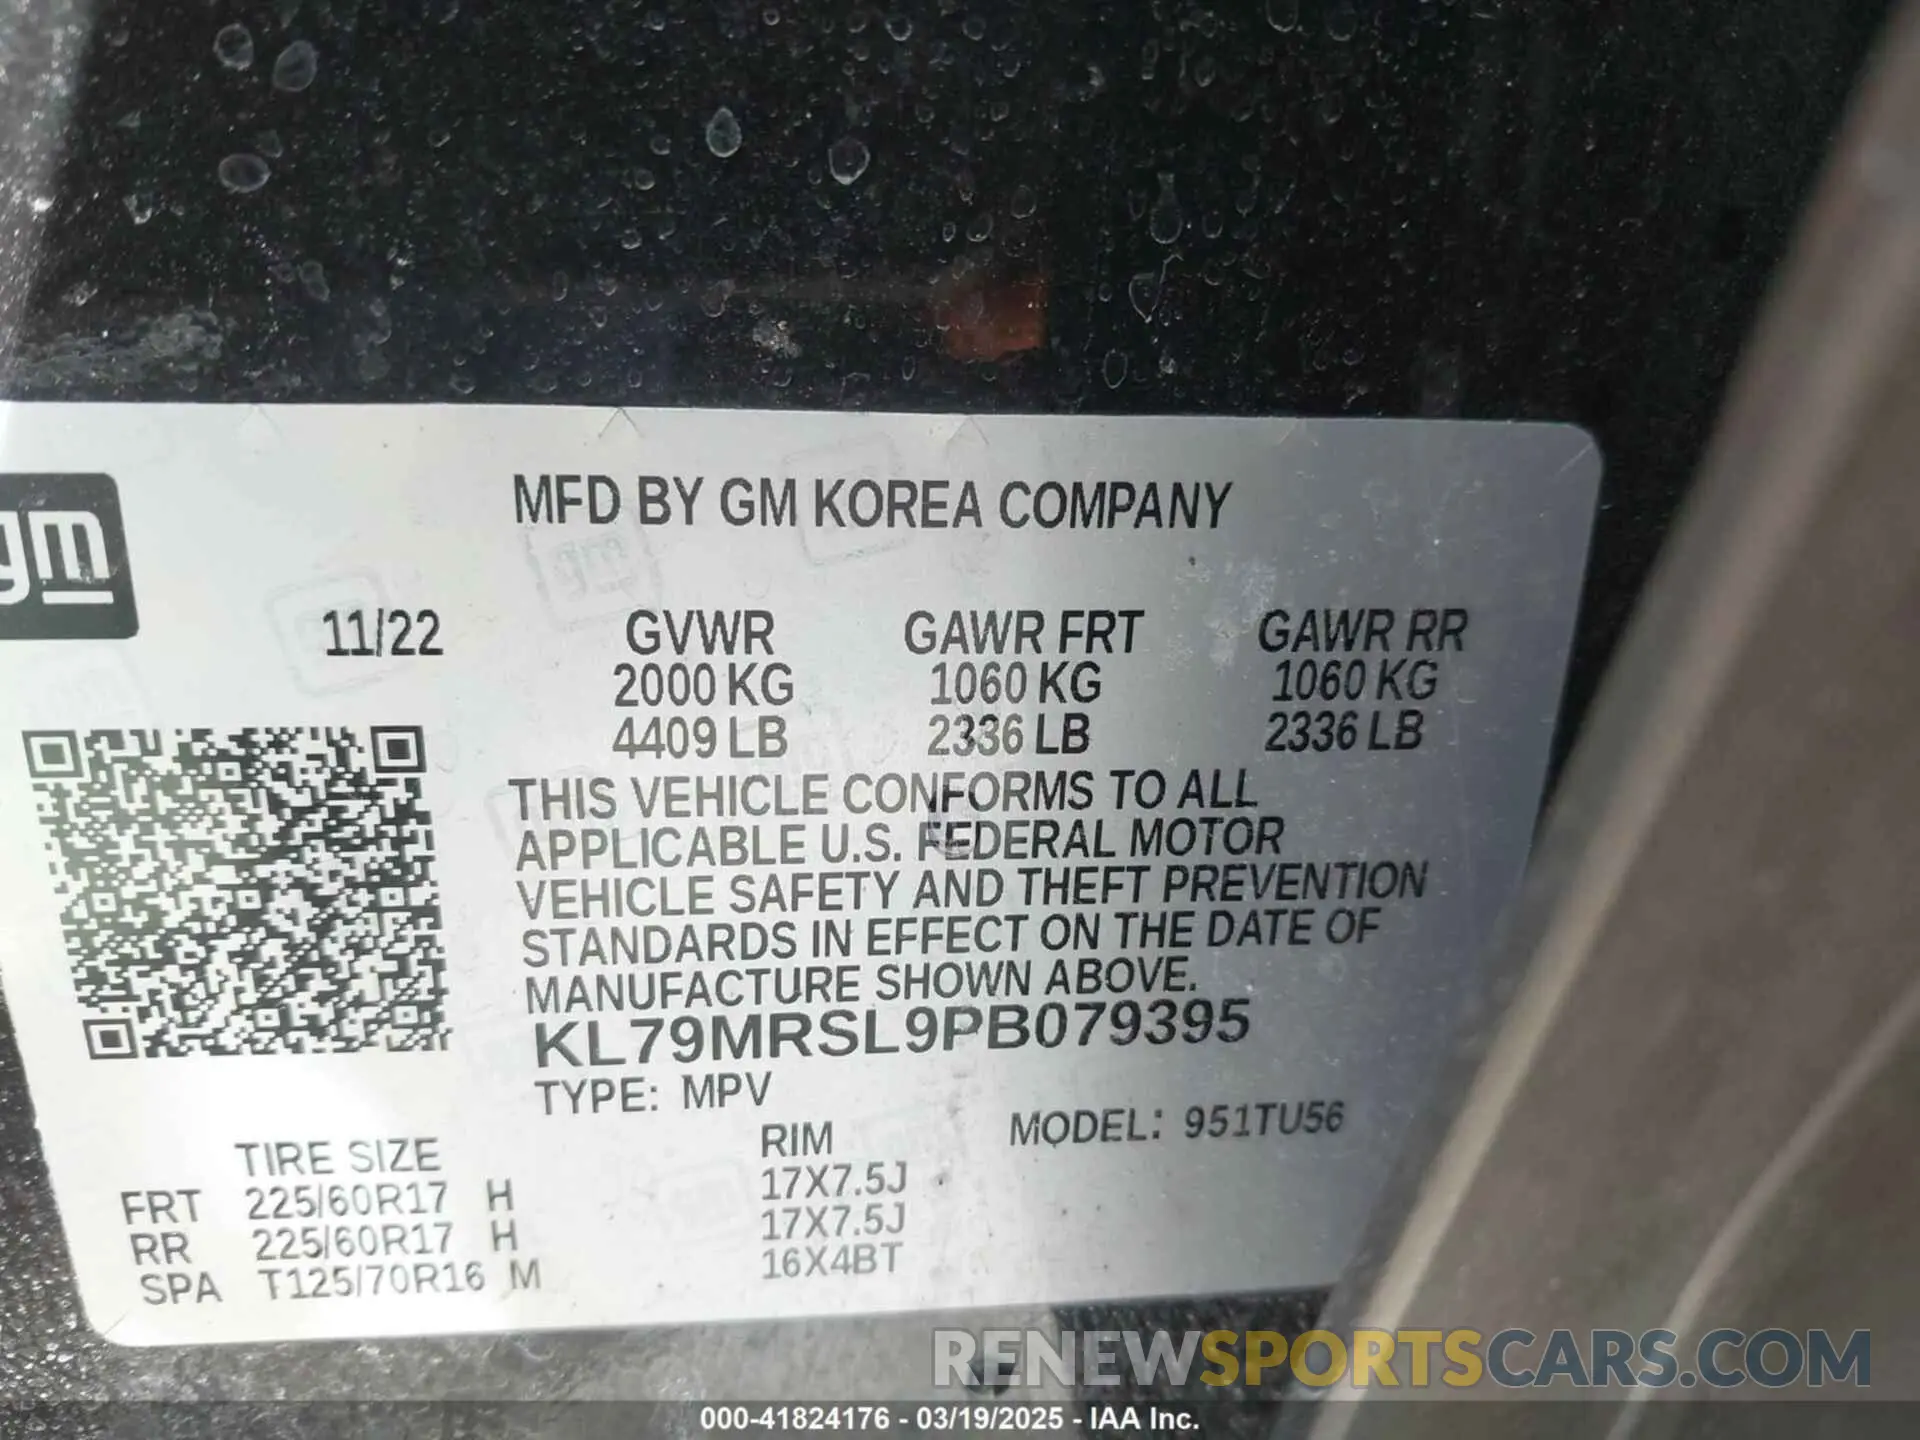 MFD BY GM KOREA COMPANY
gm
11/22 GVWR GAWR FRT GAWR RR
2000 KG 1060 KG 1060 KG
4409 LB 2336 LB 2336 LB
THIS VEHICLE CONFORMS TO ALL
APPLICABLE U.S. FEDERAL MOTOR
VEHICLE SAFETY AND THEFT PREVENTION
STANDARDS IN EFFECT ON THE DATE OF
MANUFACTURE SHOWN ABOVE.
KL79MRSL9PB079395
TYPE: MPV
MODEL: 951TU56
TIRE SIZE RIM
FRT 225/60R17 H 17X7.5J
RR 225/60R17 H 17X7.5J
SPA T125/70R16 M 16X4BT
RENEWSPORTSCARS.COM
000-41824176 - 03/19/2025 - IAA Inc.